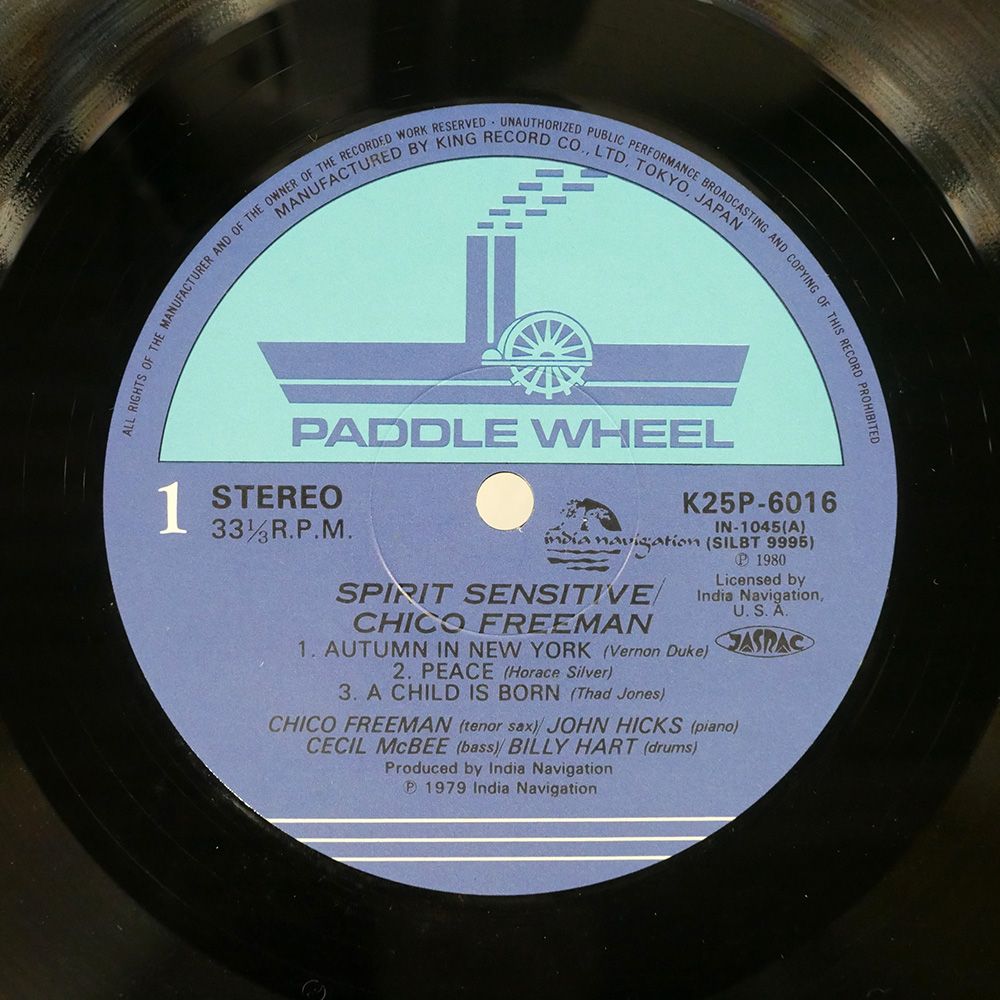 ALL RIGHTS OF THE MANUFACTURER AND OF THE OWNER OF THE RECORDED WORK RESERVED · UNAUTHORIZED PUBLIC PERFORMANCE BROADCASTING AND COPYING OF THIS RECORD PROHIBITED
MANUFACTURED BY KING RECORD CO., LTD, TOKYO, JAPAN
PADDLE WHEEL
1 STEREO
33⅓R.P.M.
K25P-6016
IN-1045(A)
india navigation (SILBT 9995)
℗ 1980
Licensed by
India Navigation,
U. S. A.
JASRAC
SPIRIT SENSITIVE/
CHICO FREEMAN
1. AUTUMN IN NEW YORK (Vernon Duke)
2. PEACE (Horace Silver)
3. A CHILD IS BORN (Thad Jones)
CHICO FREEMAN (tenor sax)/ JOHN HICKS (piano)
CECIL McBEE (bass)/ BILLY HART (drums)
Produced by India Navigation
℗ 1979 India Navigation